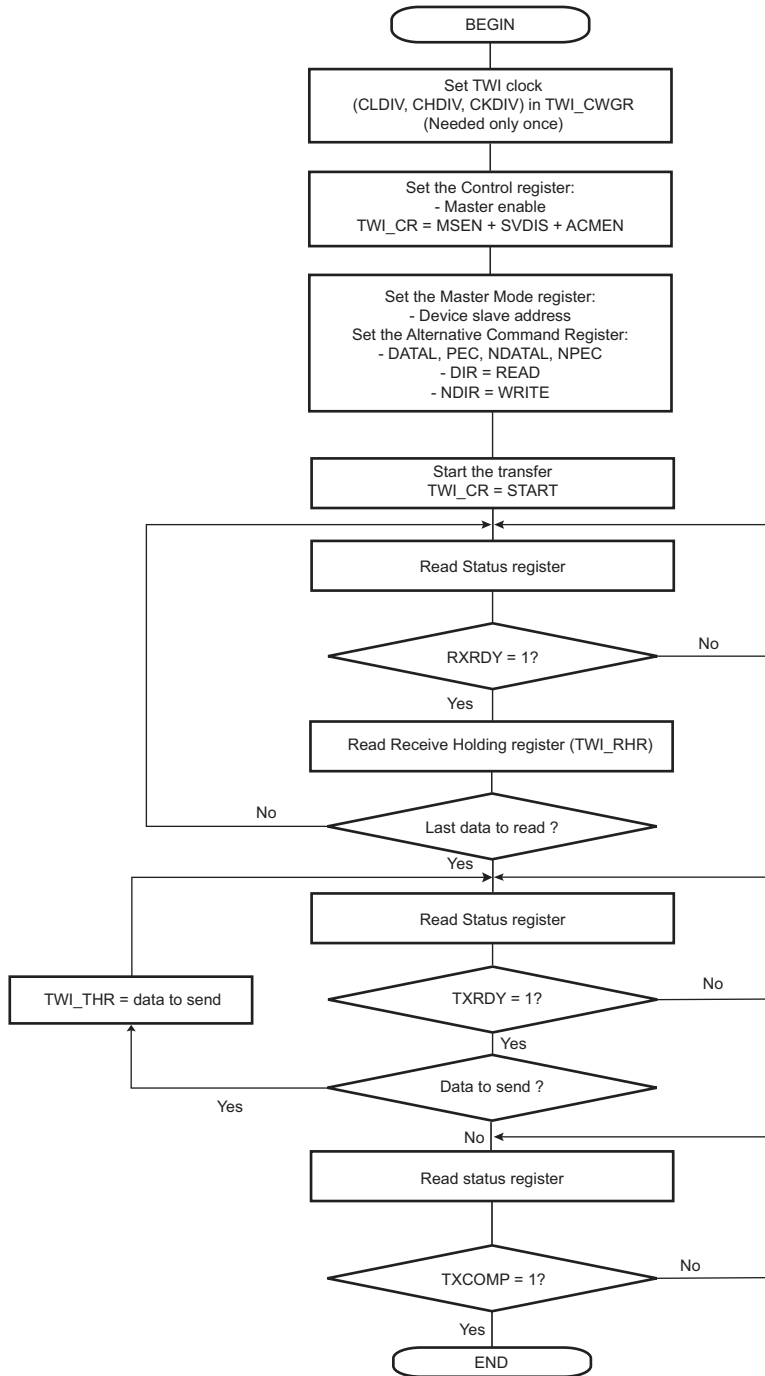 BEGIN
Set TWI clock
(CLDIV, CHDIV, CKDIV) in TWI_CWGR
(Needed only once)
Set the Control register:
- Master enable
TWI_CR = MSEN + SVDIS + ACMEN
Set the Master Mode register:
- Device slave address
Set the Alternative Command Register:
- DATAL, PEC, NDATAL, NPEC
- DIR = READ
- NDIR = WRITE
Start the transfer
TWI_CR = START
Read Status register
RXRDY = 1?
No
Yes
Read Receive Holding register (TWI_RHR)
No
Last data to read ?
Yes
Read Status register
TWI_THR = data to send
TXRDY = 1?
No
Yes
Data to send ?
Yes
No
Read status register
TXCOMP = 1?
No
Yes
END